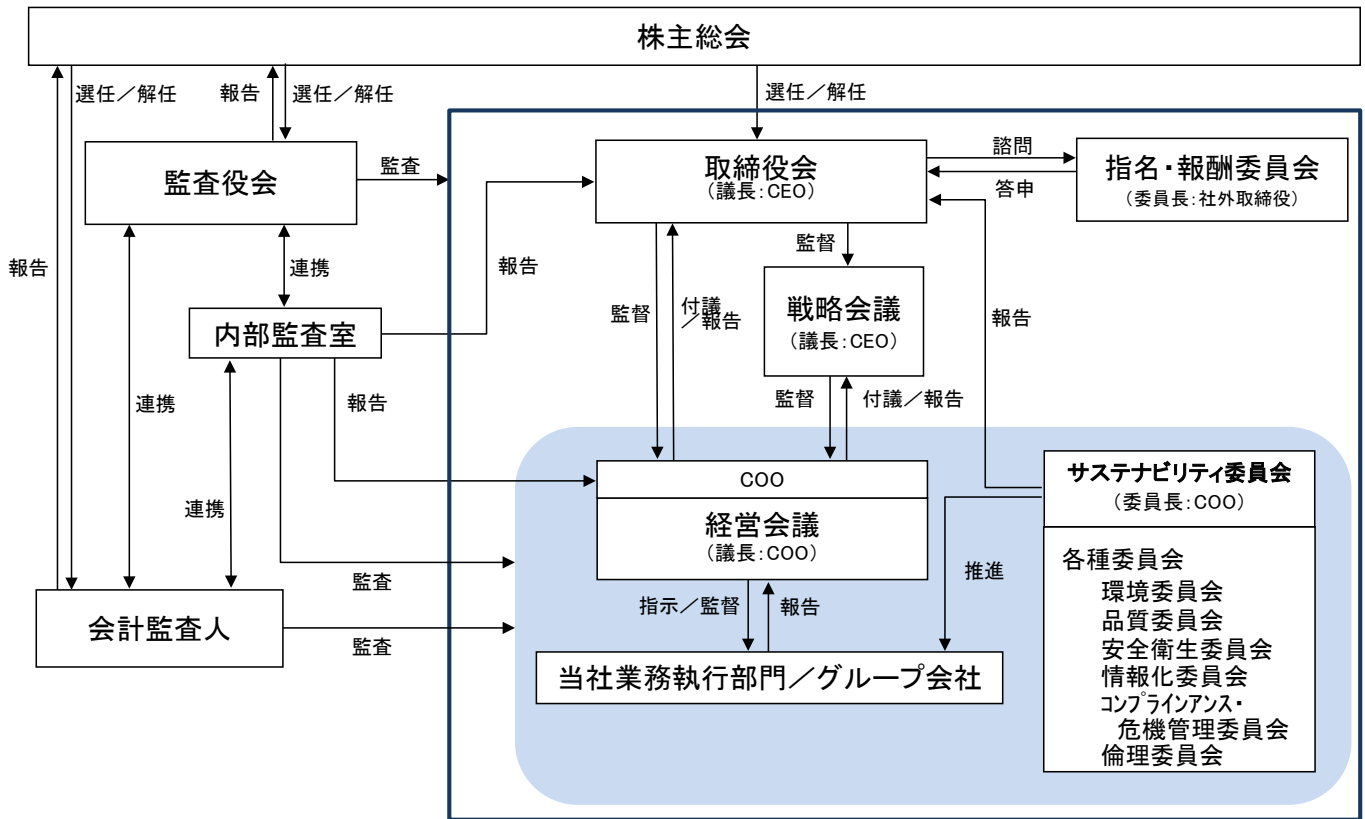 株主総会
選任／解任
報告
選任／解任
選任／解任
監査役会
監査
取締役会
（議長：CEO）
諮問
答申
指名・報酬委員会
（委員長：社外取締役）
報告
連携
報告
監督
付議
／報告
監督
戦略会議
（議長：CEO）
報告
内部監査室
連携
報告
監督
付議／報告
連携
COO
経営会議
（議長：COO）
サステナビリティ委員会
（委員長：COO）
監査
推進
各種委員会
環境委員会
品質委員会
安全衛生委員会
情報化委員会
コンプラインアンス・
危機管理委員会
倫理委員会
会計監査人
監査
指示／監督
報告
当社業務執行部門／グループ会社